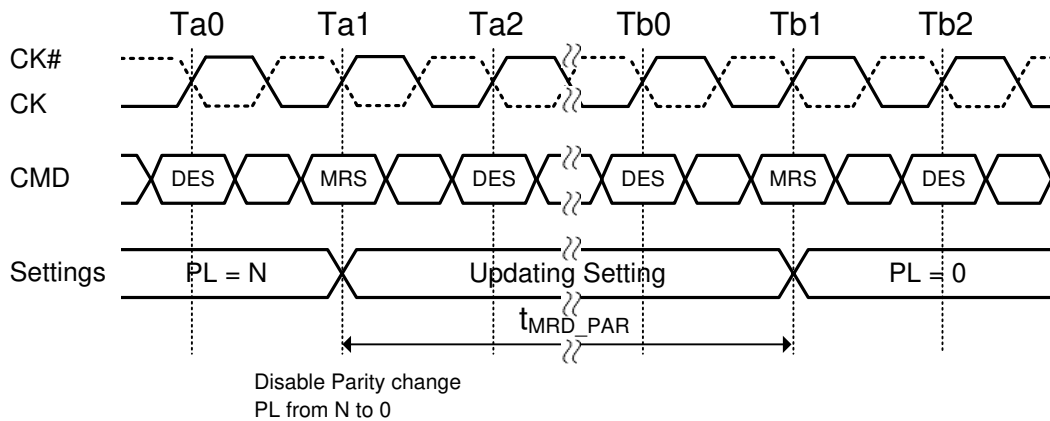 Ta0 Ta1 Ta2 Tb0 Tb1 Tb2
CK#
CK
CMD DES MRS DES DES MRS DES
Settings PL = N Updating Setting PL = 0
tMRD_PAR
Disable Parity change
PL from N to 0